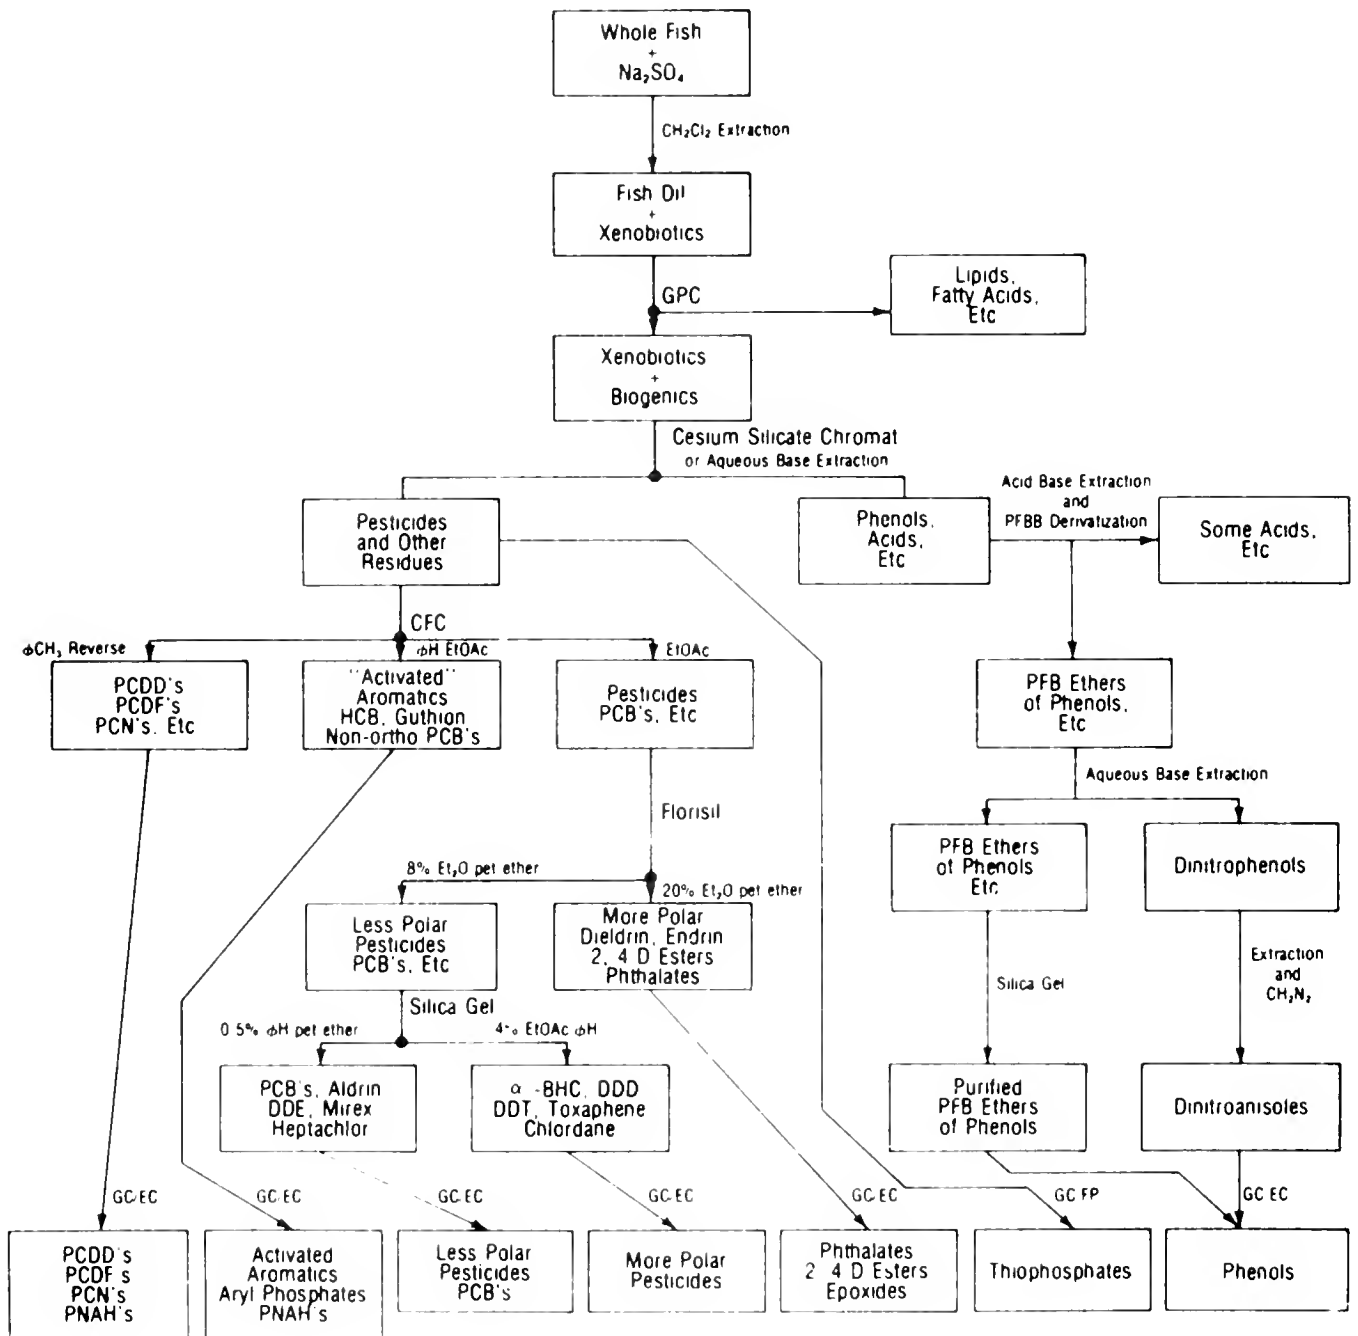 Whole Fish
+
Na₂SO₄
CH₂Cl₂ Extraction
Fish Oil
+
Xenobiotics
GPC
Lipids,
Fatty Acids,
Etc
Xenobiotics
+
Biogenics
Cesium Silicate Chromat
or Aqueous Base Extraction
Pesticides
and Other
Residues
Phenols,
Acids,
Etc
Acid Base Extraction
and
PFBB Derivatization
Some Acids,
Etc
CFC
ϕCH₃ Reverse
ϕH EtOAc
EtOAc
PCDD's
PCDF's
PCN's, Etc
"Activated"
Aromatics
HCB, Guthion
Non-ortho PCB's
Pesticides
PCB's, Etc
PFB Ethers
of Phenols,
Etc
Aqueous Base Extraction
Florisil
PFB Ethers
of Phenols
Etc
Dinitrophenols
8% Et₂O pet ether
20% Et₂O pet ether
Less Polar
Pesticides
PCB's, Etc
More Polar
Dieldrin, Endrin
2, 4 D Esters
Phthalates
Silica Gel
Extraction
and
CH₂N₂
Silica Gel
0.5% ϕH pet ether
4% EtOAc ϕH
PCB's, Aldrin
DDE, Mirex
Heptachlor
α-BHC, DDD
DDT, Toxaphene
Chlordane
Purified
PFB Ethers
of Phenols
Dinitroanisoles
GC/EC
GC/EC
GC/EC
GC/EC
GC/EC
GC FP
GC EC
PCDD's
PCDF's
PCN's
PNAH's
Activated
Aromatics
Aryl Phosphates
PNAH's
Less Polar
Pesticides
PCB's
More Polar
Pesticides
Phthalates
2 4 D Esters
Epoxides
Thiophosphates
Phenols